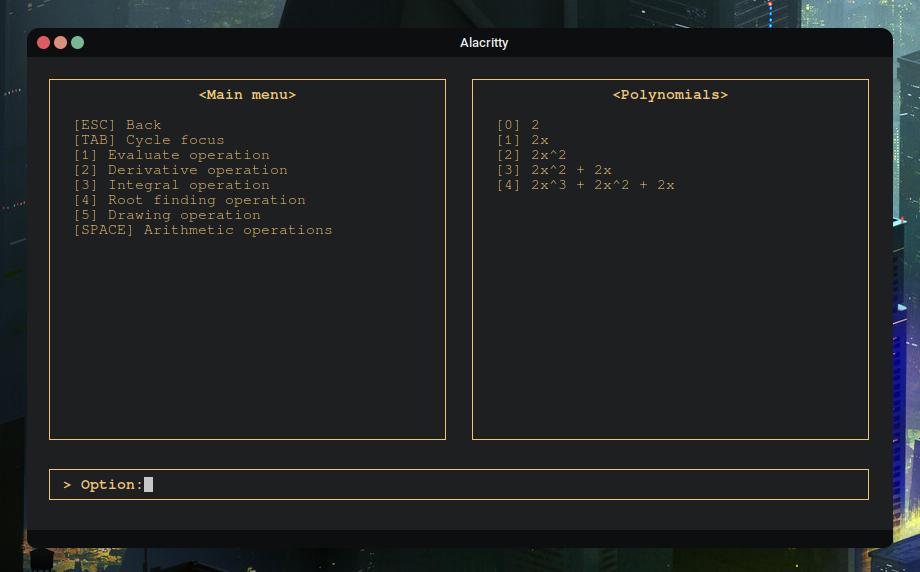 Alacritty
<Main menu>
[ESC] Back
[TAB] Cycle focus
[1] Evaluate operation
[2] Derivative operation
[3] Integral operation
[4] Root finding operation
[5] Drawing operation
[SPACE] Arithmetic operations
<Polynomials>
[0] 2
[1] 2x
[2] 2x^2
[3] 2x^2 + 2x
[4] 2x^3 + 2x^2 + 2x
> Option: